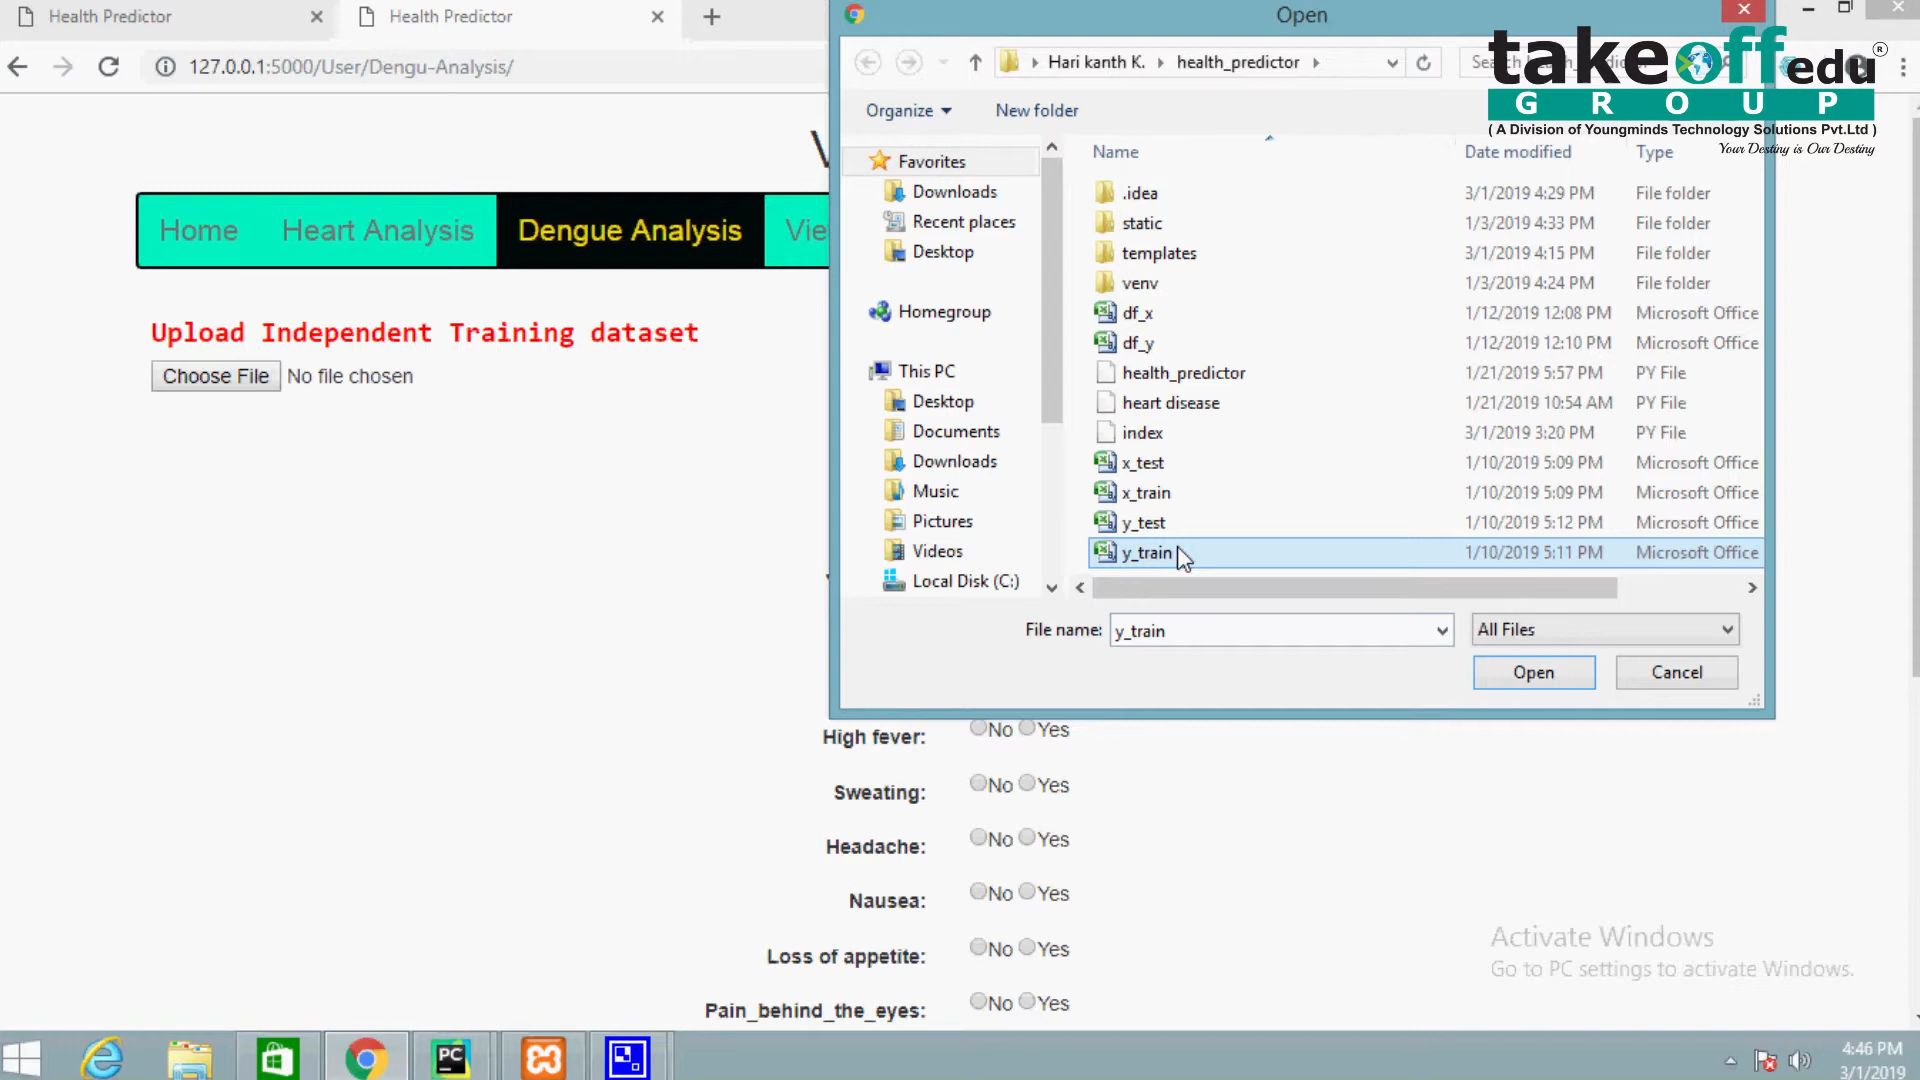 Health Predictor
Health Predictor
127.0.0.1:5000/User/Dengu-Analysis/
Home
Heart Analysis
Dengue Analysis
Vie
Upload Independent Training dataset
Choose File
No file chosen
Open
Hari kanth K.
health_predictor
Organize
New folder
Favorites
Downloads
Recent places
Desktop
Homegroup
This PC
Desktop
Documents
Downloads
Music
Pictures
Videos
Local Disk (C:)
Name Date modified Type
.idea 3/1/2019 4:29 PM File folder
static 1/3/2019 4:33 PM File folder
templates 3/1/2019 4:15 PM File folder
venv 1/3/2019 4:24 PM File folder
df_x 1/12/2019 12:08 PM Microsoft Office
df_y 1/12/2019 12:10 PM Microsoft Office
health_predictor 1/21/2019 5:57 PM PY File
heart disease 1/21/2019 10:54 AM PY File
index 3/1/2019 3:20 PM PY File
x_test 1/10/2019 5:09 PM Microsoft Office
x_train 1/10/2019 5:09 PM Microsoft Office
y_test 1/10/2019 5:12 PM Microsoft Office
y_train 1/10/2019 5:11 PM Microsoft Office
File name: y_train
All Files
Open
Cancel
takeoff edu ®
GROUP
( A Division of Youngminds Technology Solutions Pvt.Ltd )
Your Destiny is Our Destiny
High fever: No Yes
Sweating: No Yes
Headache: No Yes
Nausea: No Yes
Loss of appetite: No Yes
Pain_behind_the_eyes: No Yes
Activate Windows
Go to PC settings to activate Windows.
PC
4:46 PM
3/1/2019